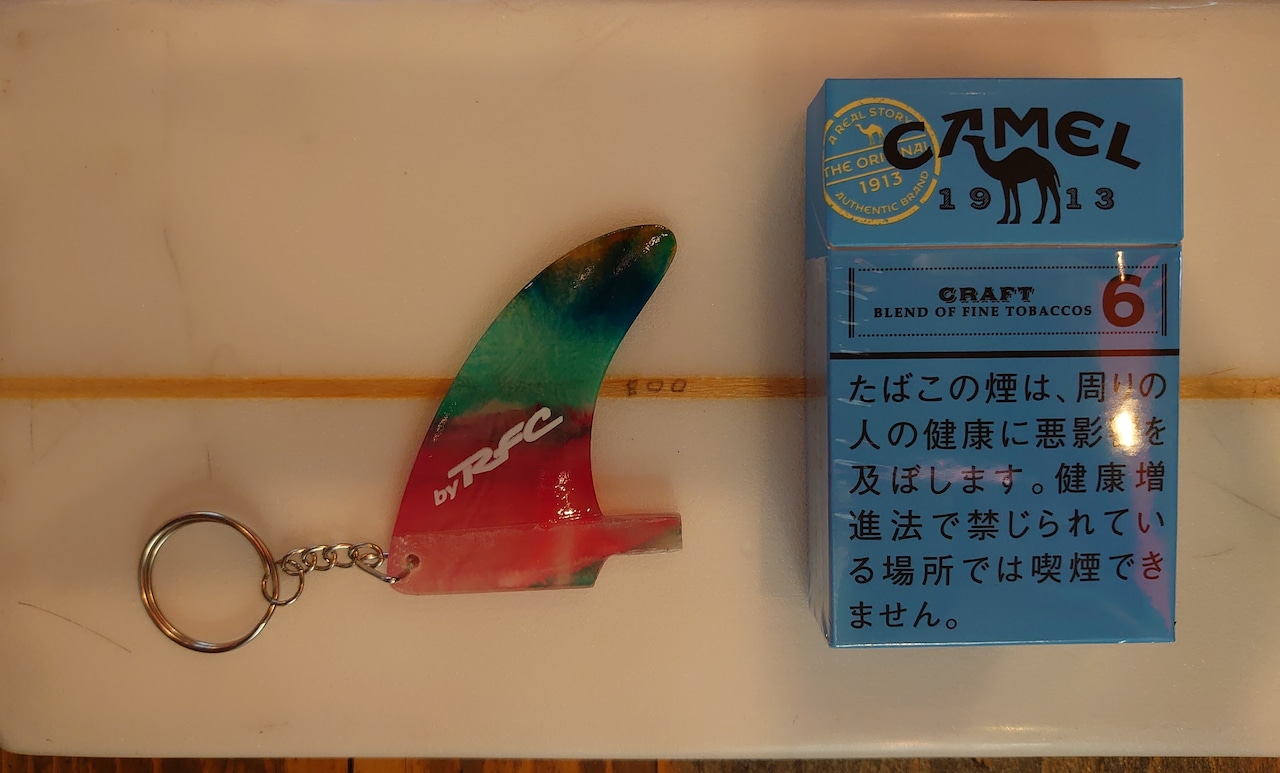 by RFC
800
A REAL STORY
THE ORIGINAL
1913
AUTHENTIC BRAND
CAMEL
1913
CRAFT
BLEND OF FINE TOBACCOS
6
たばこの煙は、周りの
人の健康に悪影響を
及ぼします。健康増
進法で禁じられてい
る場所では喫煙でき
ません。